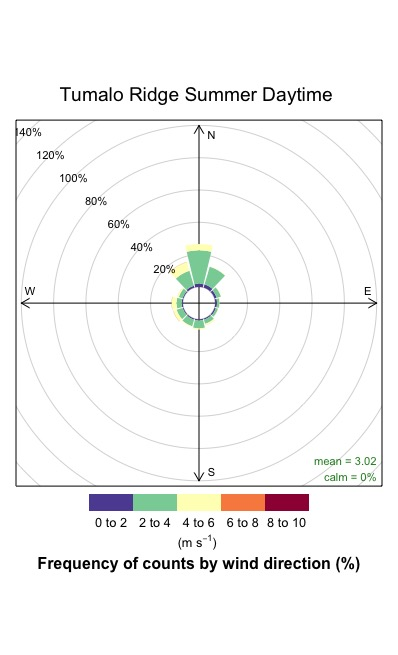 Tumalo Ridge Summer Daytime
140%
120%
100%
80%
60%
40%
20%
N
W
E
S
mean = 3.02
calm = 0%
0 to 2 2 to 4 4 to 6 6 to 8 8 to 10
(m s⁻¹)
Frequency of counts by wind direction (%)